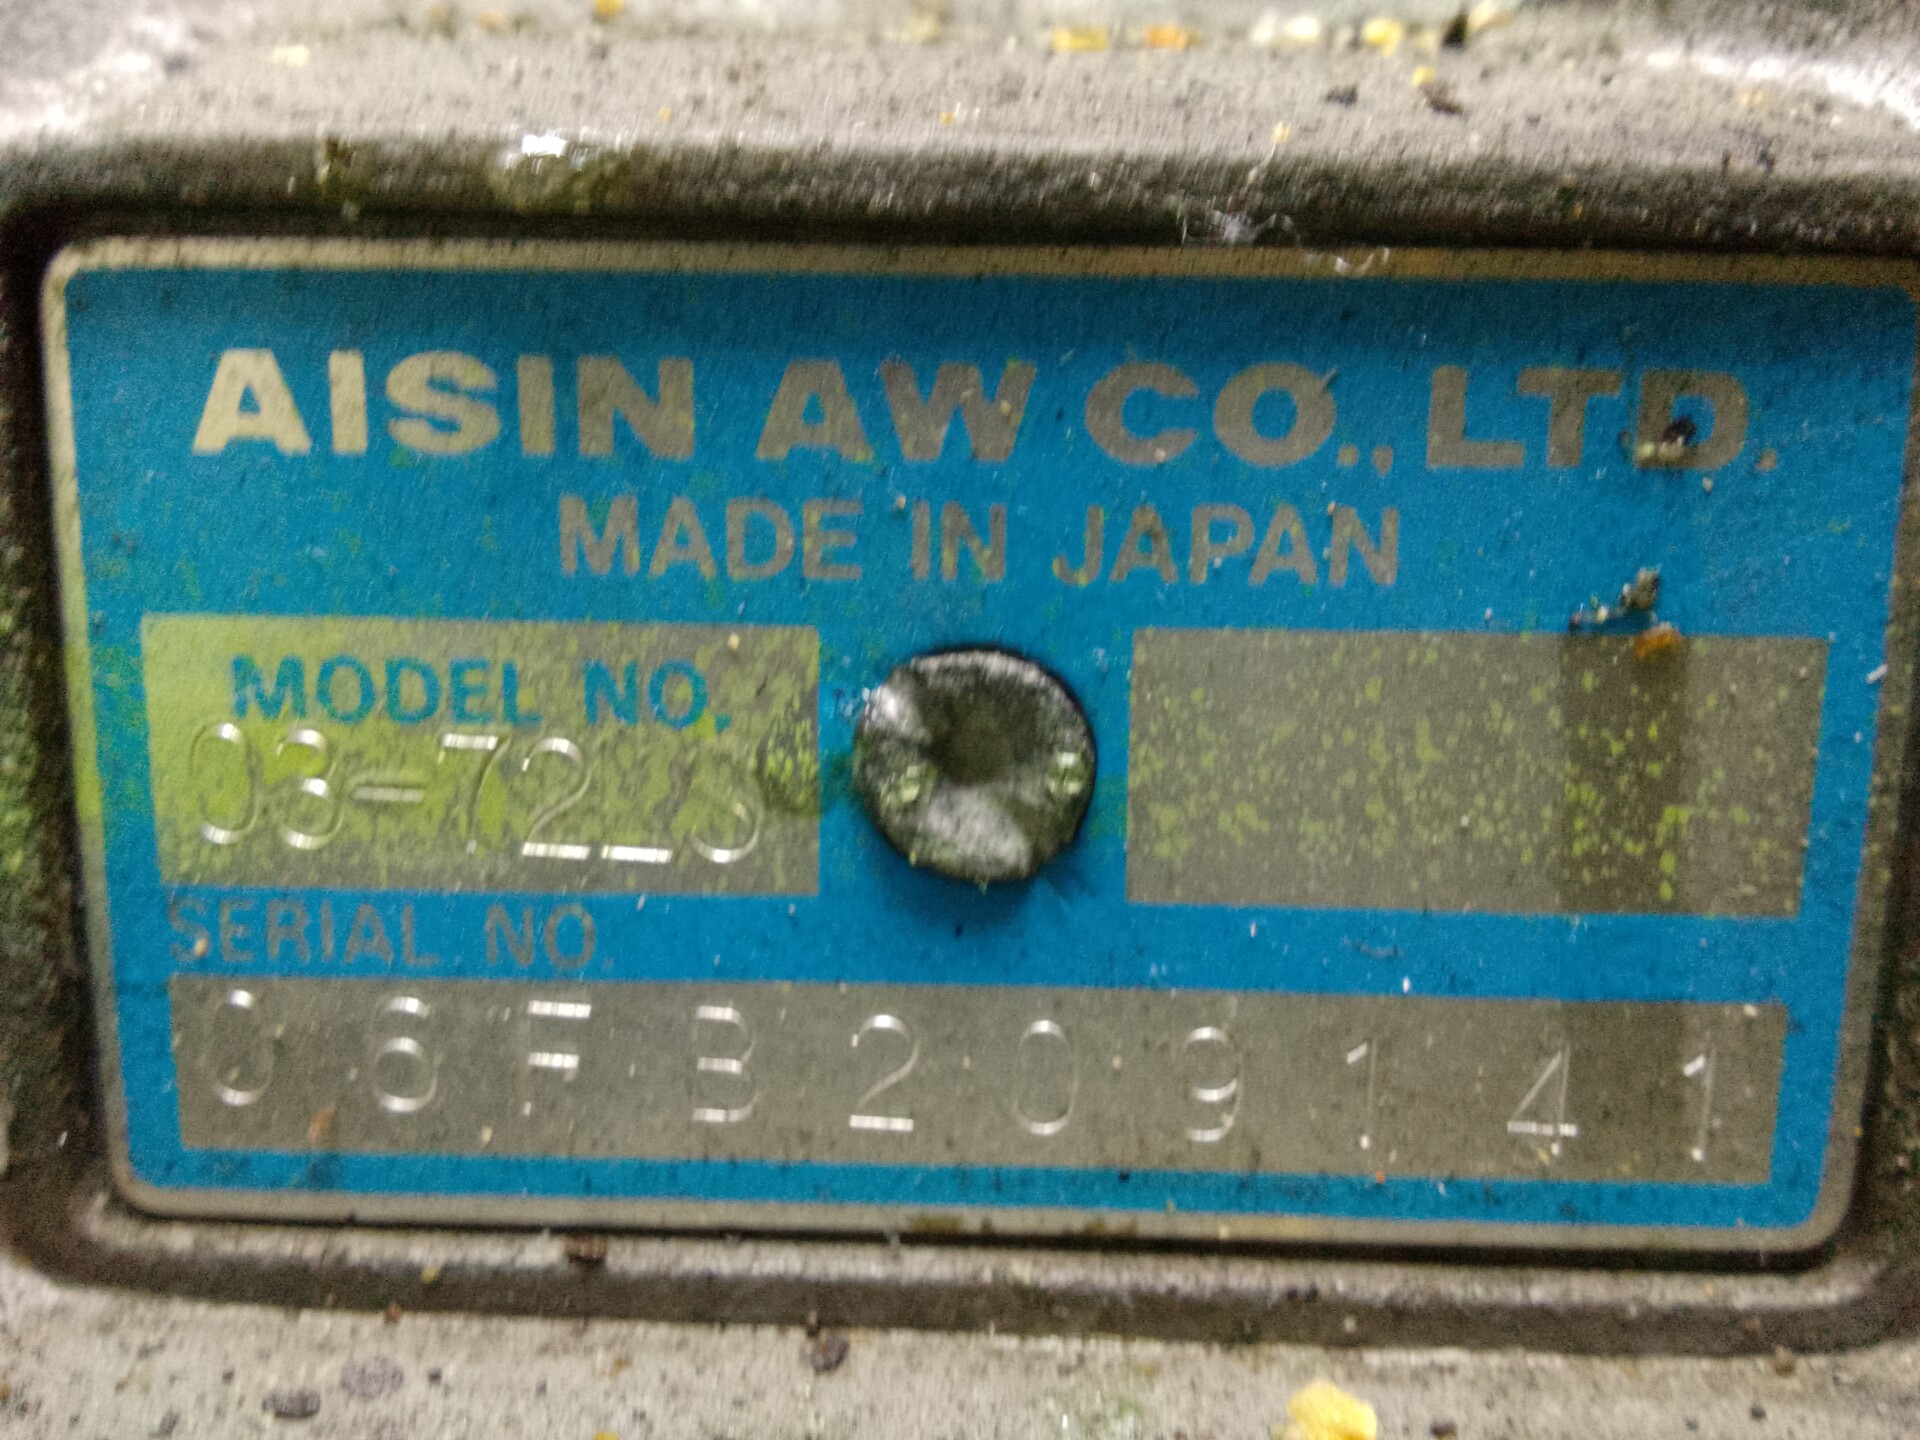 AISIN AW CO., LTD.
MADE IN JAPAN
MODEL NO.
03-72LS
SERIAL NO.
06FB209141